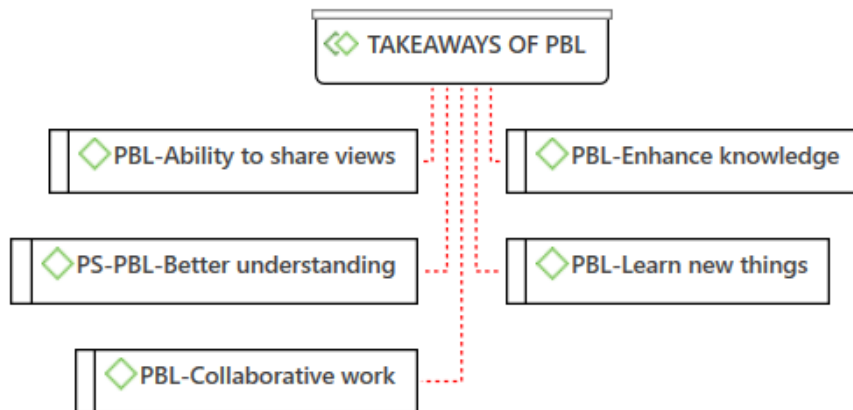 TAKEAWAYS OF PBL
PBL-Ability to share views
PBL-Enhance knowledge
PS-PBL-Better understanding
PBL-Learn new things
PBL-Collaborative work